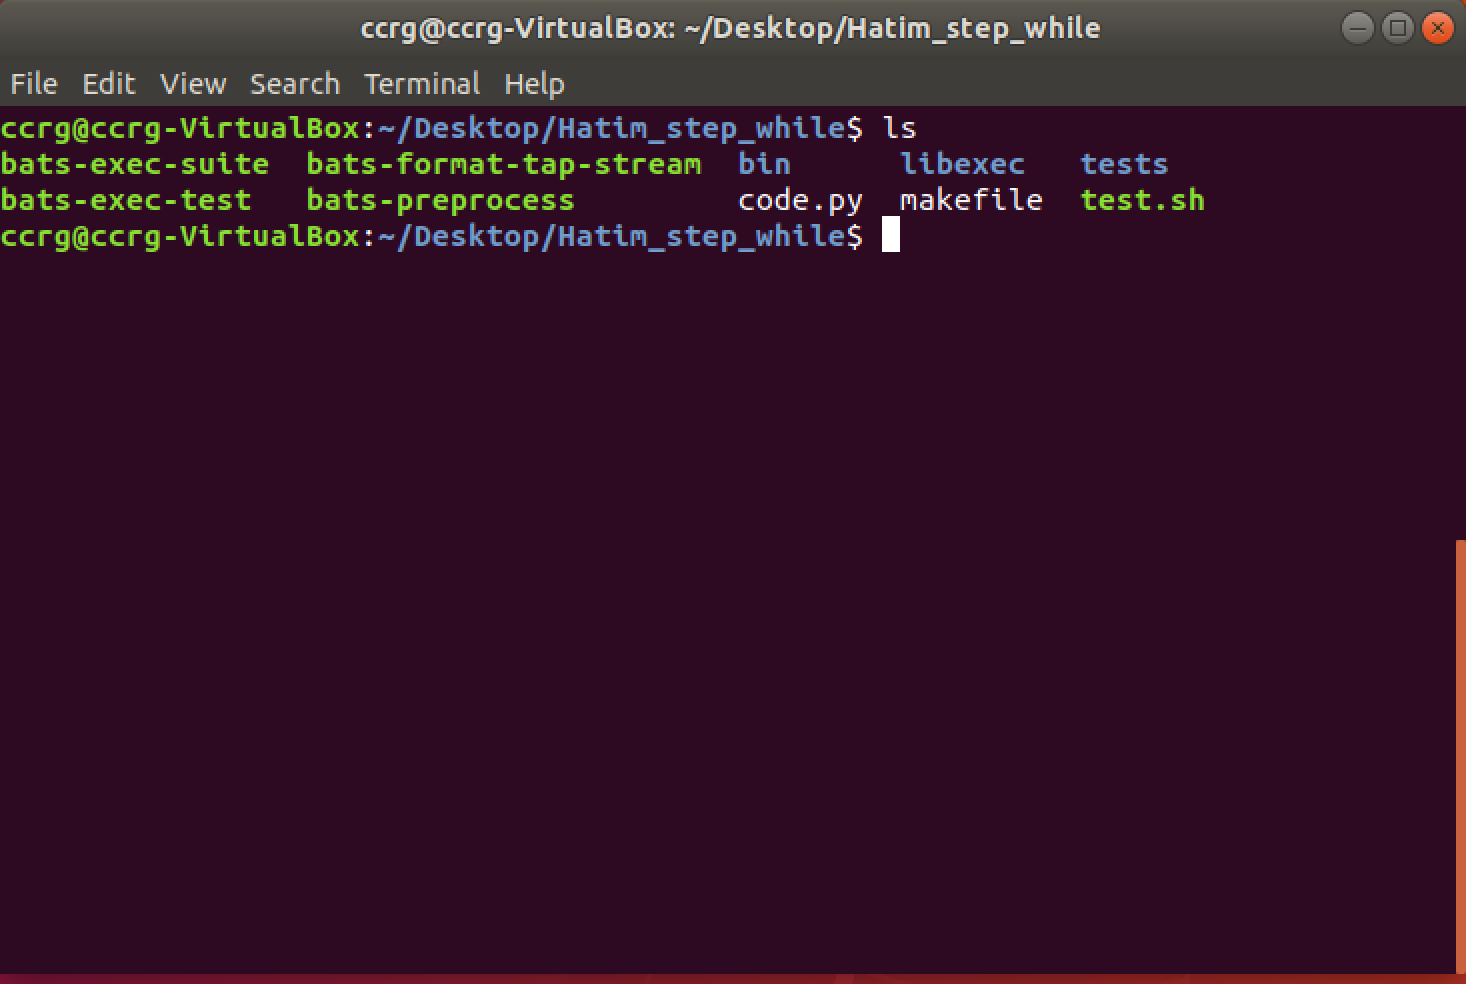 ccrg@ccrg-VirtualBox: ~/Desktop/Hatim_step_while
File Edit View Search Terminal Help
ccrg@ccrg-VirtualBox:~/Desktop/Hatim_step_while$ ls
bats-exec-suite bats-format-tap-stream bin libexec tests
bats-exec-test bats-preprocess code.py makefile test.sh
ccrg@ccrg-VirtualBox:~/Desktop/Hatim_step_while$